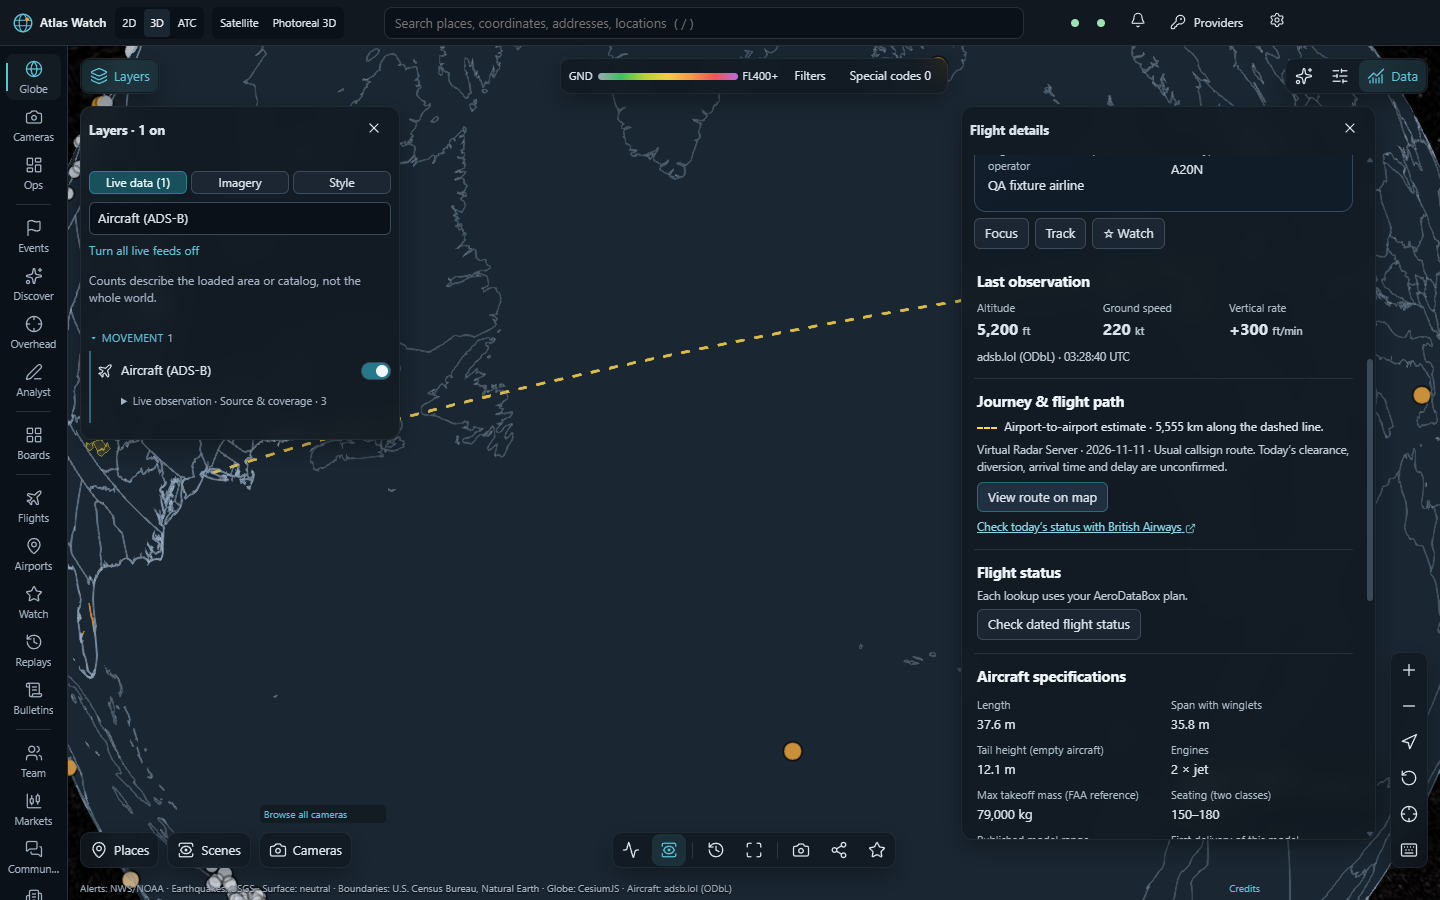 Atlas Watch
2D
3D
ATC
Satellite
Photoreal 3D
Search places, coordinates, addresses, locations ( / )
Providers
Globe
Cameras
Ops
Events
Discover
Overhead
Analyst
Boards
Flights
Airports
Watch
Replays
Bulletins
Team
Markets
Commun...
Layers
GND
FL400+
Filters
Special codes 0
Data
Layers · 1 on
Live data (1)
Imagery
Style
Aircraft (ADS-B)
Turn all live feeds off
Counts describe the loaded area or catalog, not the
whole world.
MOVEMENT 1
Aircraft (ADS-B)
Live observation · Source & coverage · 3
Flight details
operator
QA fixture airline
A20N
Focus
Track
☆ Watch
Last observation
Altitude
Ground speed
Vertical rate
5,200 ft
220 kt
+300 ft/min
adsb.lol (ODbL) · 03:28:40 UTC
Journey & flight path
Airport-to-airport estimate · 5,555 km along the dashed line.
Virtual Radar Server · 2026-11-11 · Usual callsign route. Today's clearance,
diversion, arrival time and delay are unconfirmed.
View route on map
Check today's status with British Airways
Flight status
Each lookup uses your AeroDataBox plan.
Check dated flight status
Aircraft specifications
Length
Span with winglets
37.6 m
35.8 m
Tail height (empty aircraft)
Engines
12.1 m
2 × jet
Max takeoff mass (FAA reference)
Seating (two classes)
79,000 kg
150–180
Browse all cameras
Places
Scenes
Cameras
Alerts: NWS/NOAA · Earthquakes: USGS · Surface: neutral · Boundaries: U.S. Census Bureau, Natural Earth · Globe: CesiumJS · Aircraft: adsb.lol (ODbL)
Credits